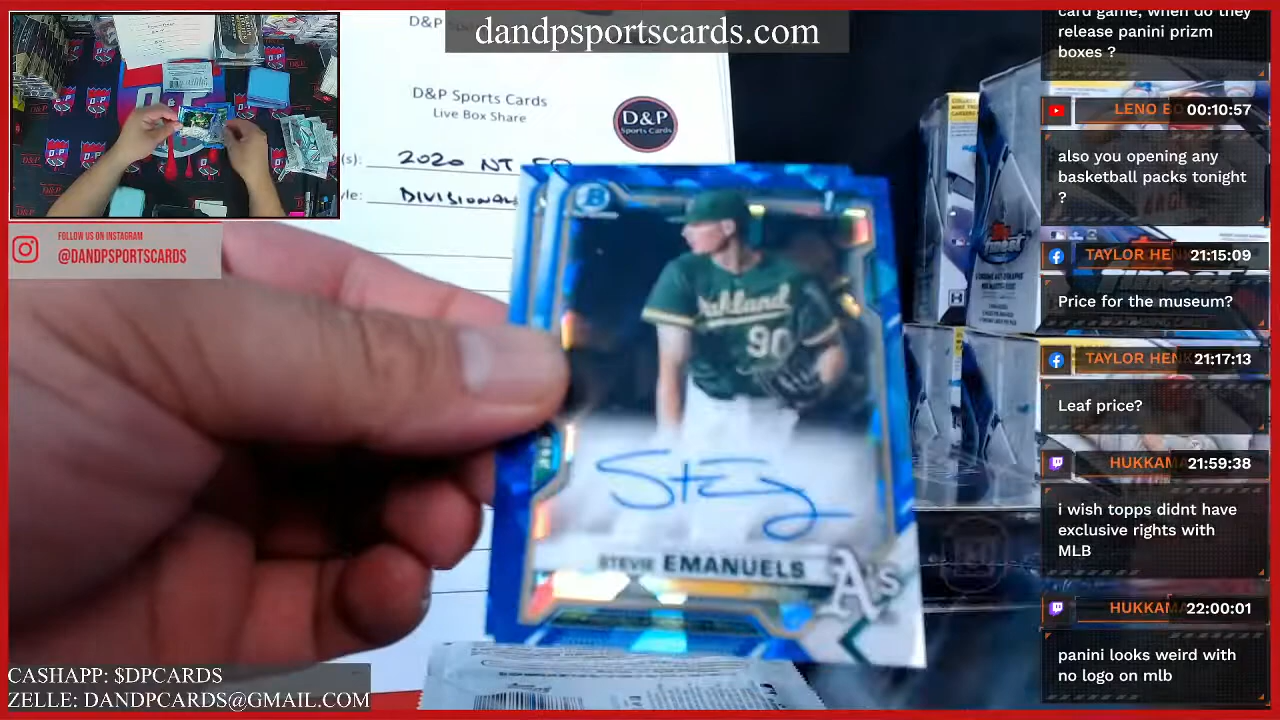 dandpsportscards.com
D&P
D&P Sports Cards
Live Box Share
D&P
Sports Cards
(s): 2020 NT FO
yle: DIVISIONAL
FOLLOW US ON INSTAGRAM
@DANDPSPORTSCARDS
Oakland
90
Stevie EMANUELS
A's
CASHAPP: $DPCARDS
ZELLE: DANDPCARDS@GMAIL.COM
card game, when do they
release panini prizm
boxes ?
LENO 00:10:57
also you opening any
basketball packs tonight
?
TAYLOR HEN 21:15:09
Price for the museum?
TAYLOR HEN 21:17:13
Leaf price?
HUKKAM 21:59:38
i wish topps didnt have
exclusive rights with
MLB
HUKKAM 22:00:01
panini looks weird with
no logo on mlb